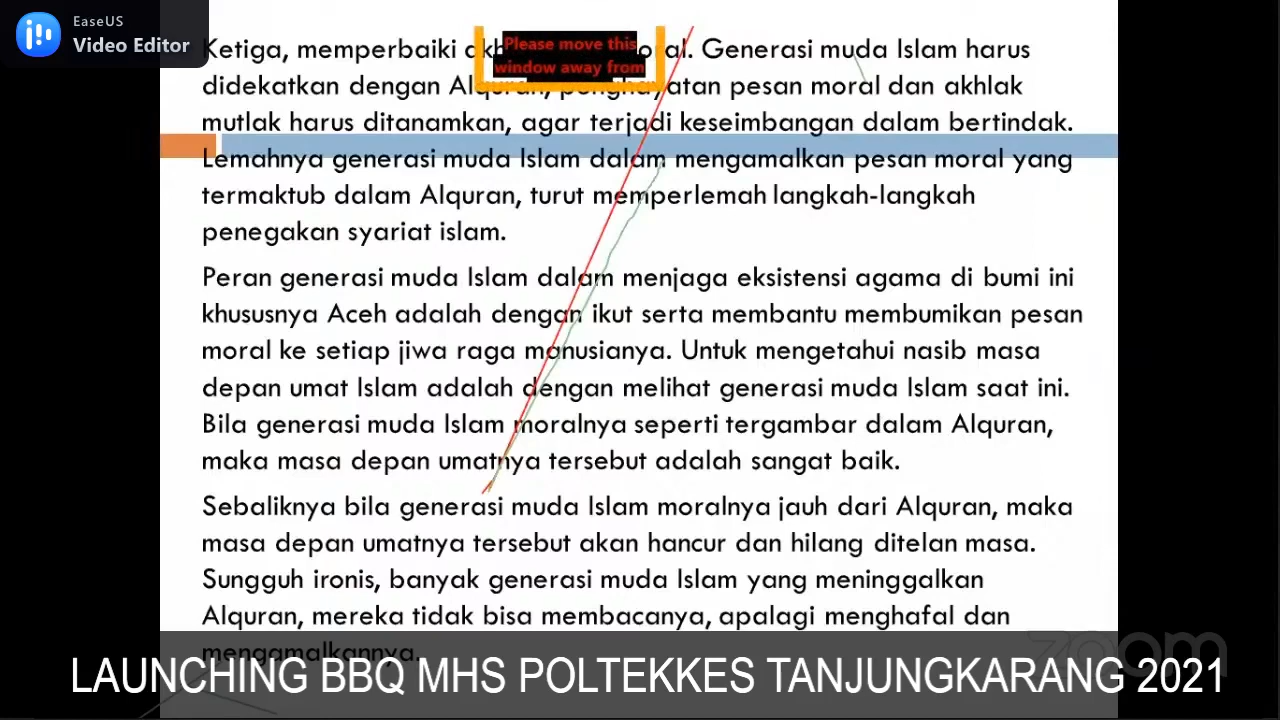 EaseUS
Video Editor
Ketiga, memperbaiki Generasi muda Islam harus
Please move this
window away from
didekatkan dengan Alquran, penghayatan pesan moral dan akhlak
mutlak harus ditanamkan, agar terjadi keseimbangan dalam bertindak.
Lemahnya generasi muda Islam dalam mengamalkan pesan moral yang
termaktub dalam Alquran, turut memperlemah langkah-langkah
penegakan syariat islam.
Peran generasi muda Islam dalam menjaga eksistensi agama di bumi ini
khususnya Aceh adalah dengan ikut serta membantu membumikan pesan
moral ke setiap jiwa raga manusianya. Untuk mengetahui nasib masa
depan umat Islam adalah dengan melihat generasi muda Islam saat ini.
Bila generasi muda Islam moralnya seperti tergambar dalam Alquran,
maka masa depan umatnya tersebut adalah sangat baik.
Sebaliknya bila generasi muda Islam moralnya jauh dari Alquran, maka
masa depan umatnya tersebut akan hancur dan hilang ditelan masa.
Sungguh ironis, banyak generasi muda Islam yang meninggalkan
Alquran, mereka tidak bisa membacanya, apalagi menghafal dan
mengamalkannya.
zoom
LAUNCHING BBQ MHS POLTEKKES TANJUNGKARANG 2021